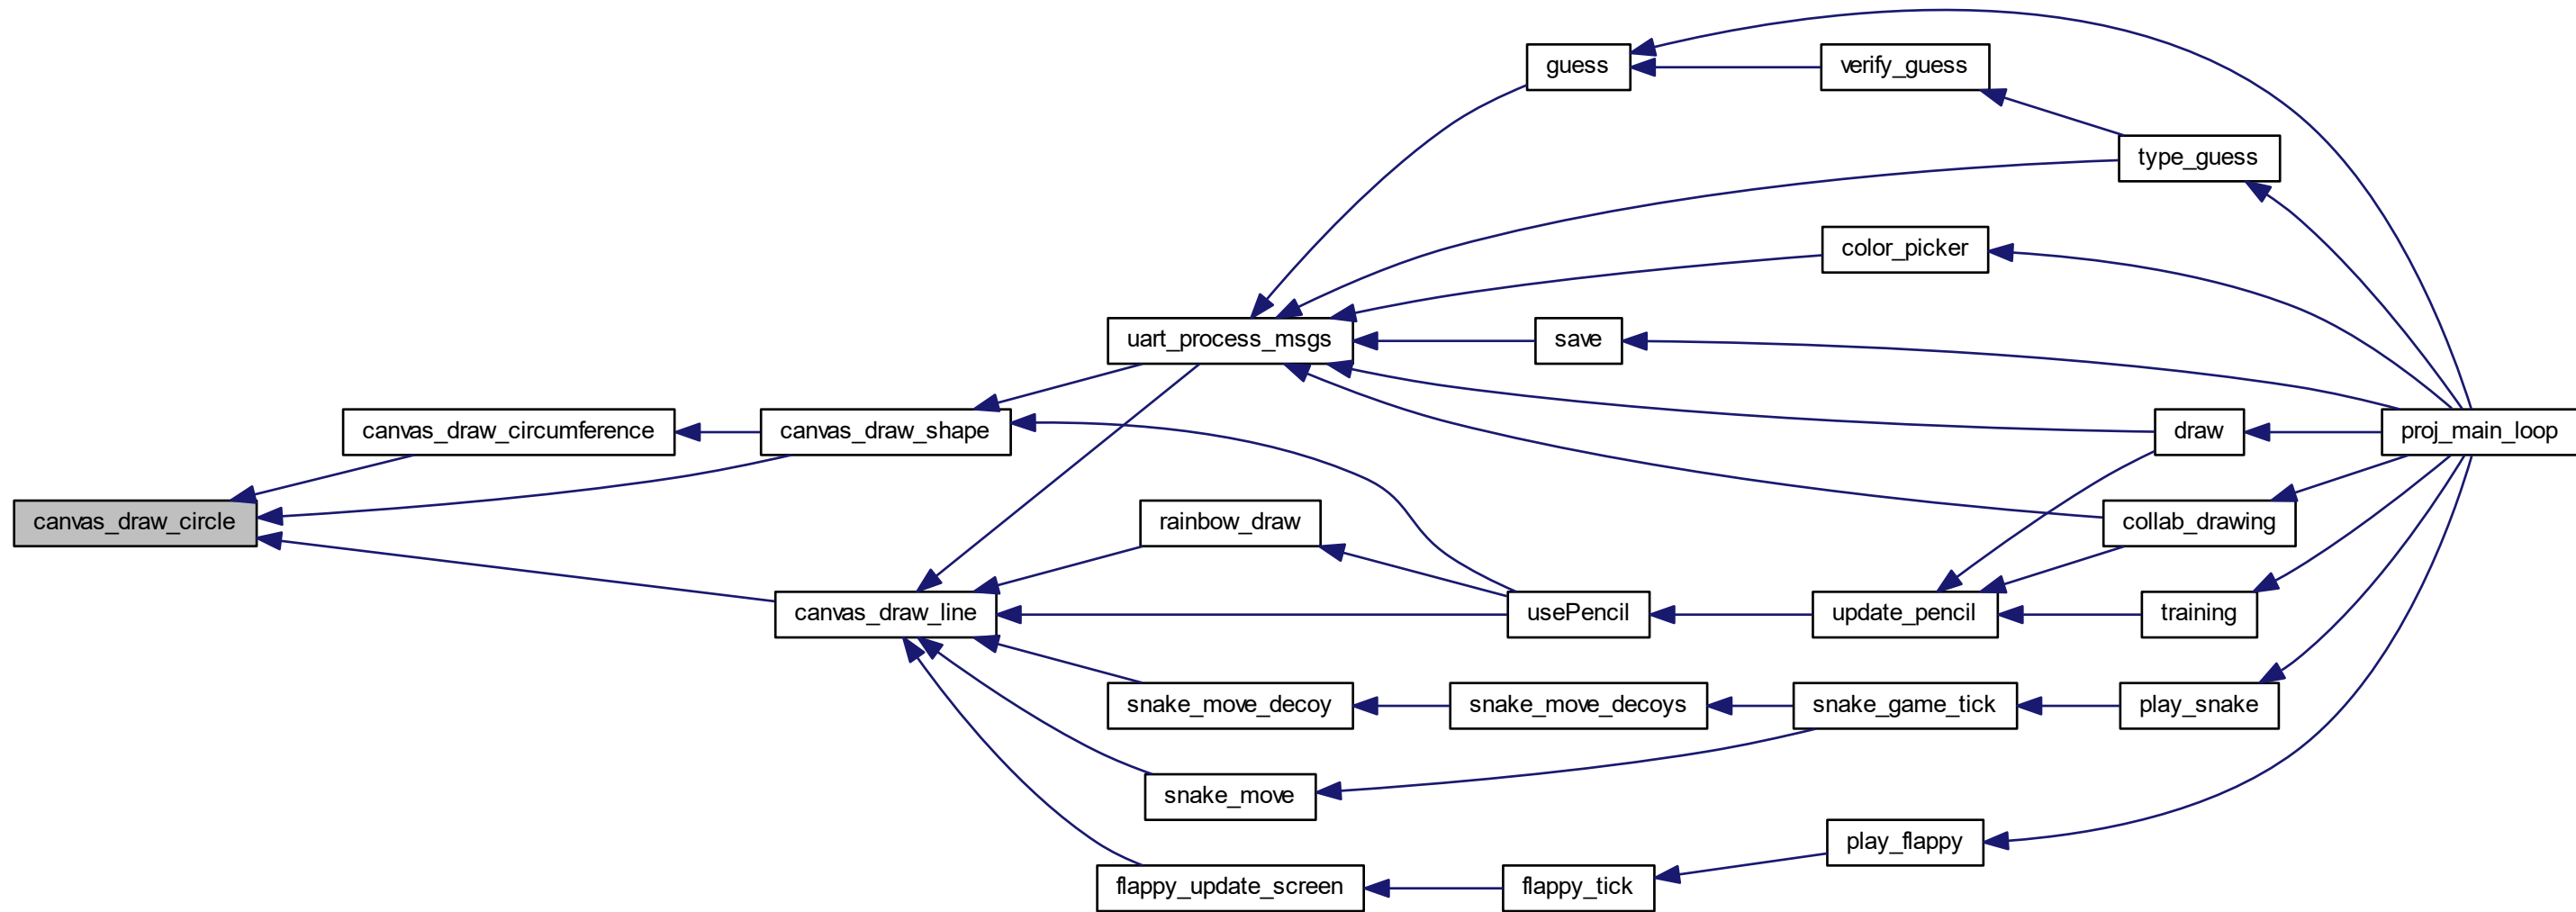 guess
verify_guess
type_guess
color_picker
uart_process_msgs
save
canvas_draw_circumference
canvas_draw_shape
draw
proj_main_loop
canvas_draw_circle
rainbow_draw
collab_drawing
canvas_draw_line
usePencil
update_pencil
training
snake_move_decoy
snake_move_decoys
snake_game_tick
play_snake
snake_move
play_flappy
flappy_update_screen
flappy_tick